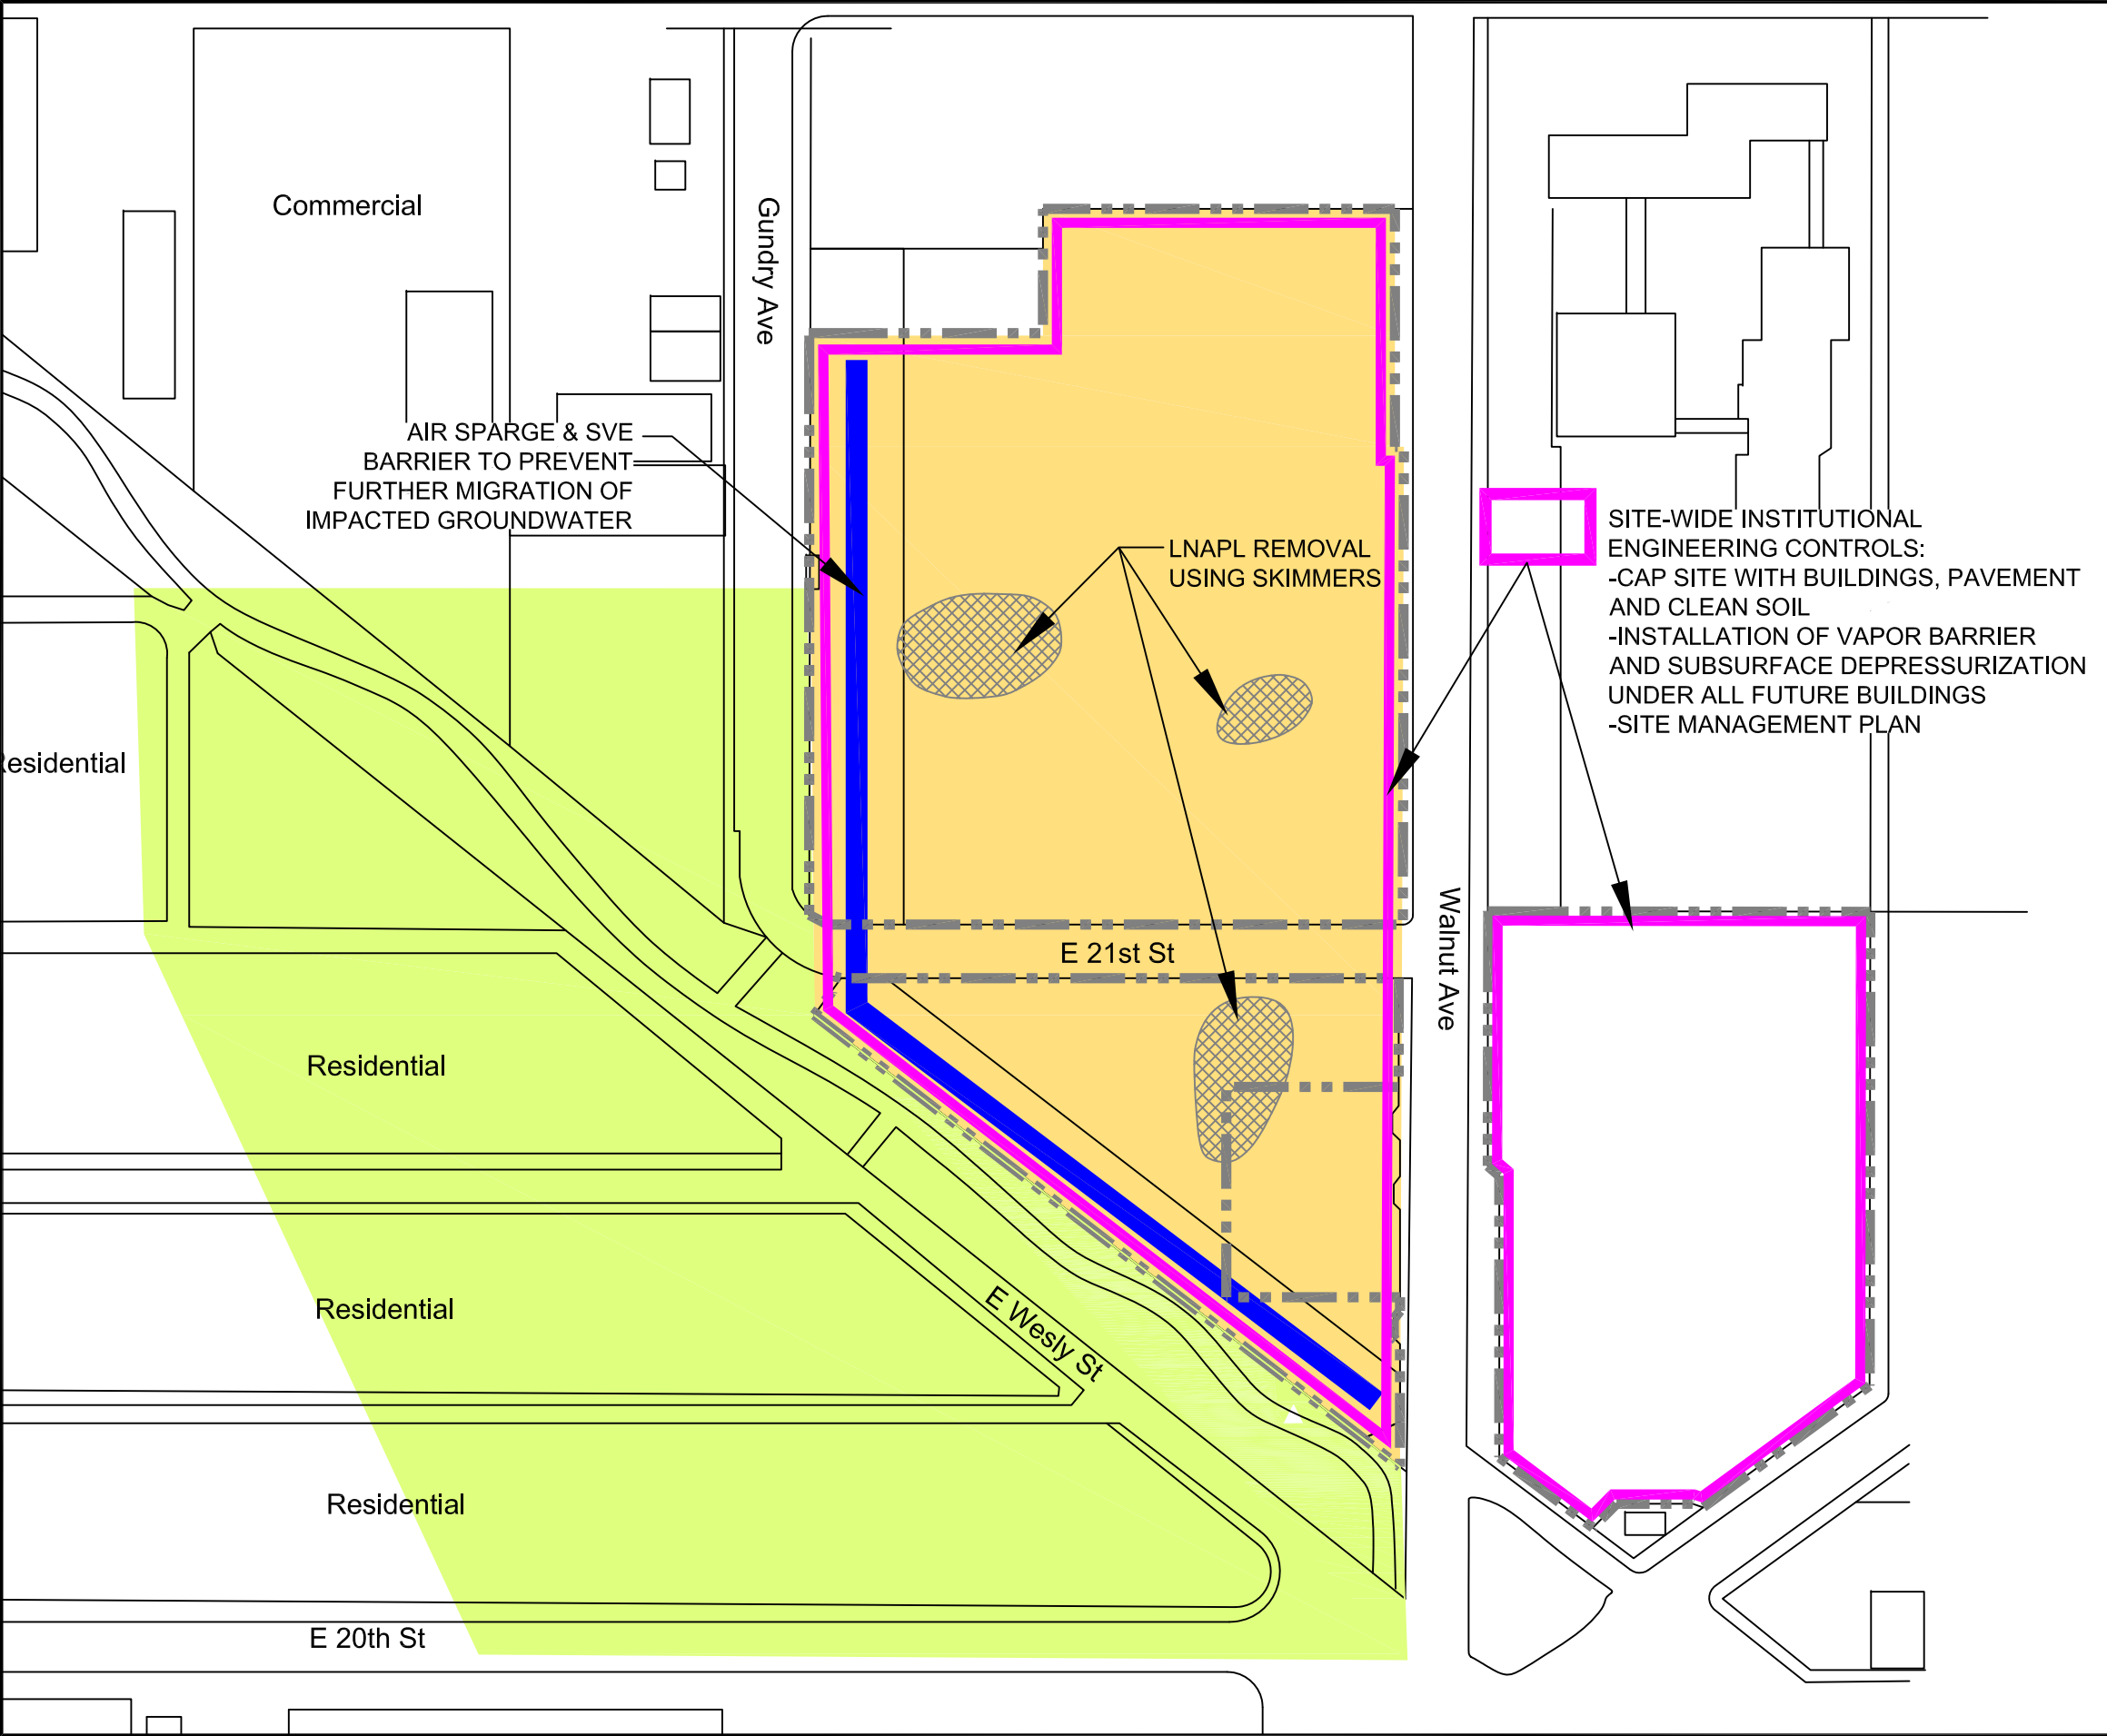 Commercial
Gundry Ave
AIR SPARGE & SVE
BARRIER TO PREVENT
FURTHER MIGRATION OF
IMPACTED GROUNDWATER
LNAPL REMOVAL
USING SKIMMERS
SITE-WIDE INSTITUTIONAL
ENGINEERING CONTROLS:
-CAP SITE WITH BUILDINGS, PAVEMENT
AND CLEAN SOIL
-INSTALLATION OF VAPOR BARRIER
AND SUBSURFACE DEPRESSURIZATION
UNDER ALL FUTURE BUILDINGS
-SITE MANAGEMENT PLAN
Residential
E 21st St
Walnut Ave
Residential
Residential
E Wesly St
Residential
E 20th St